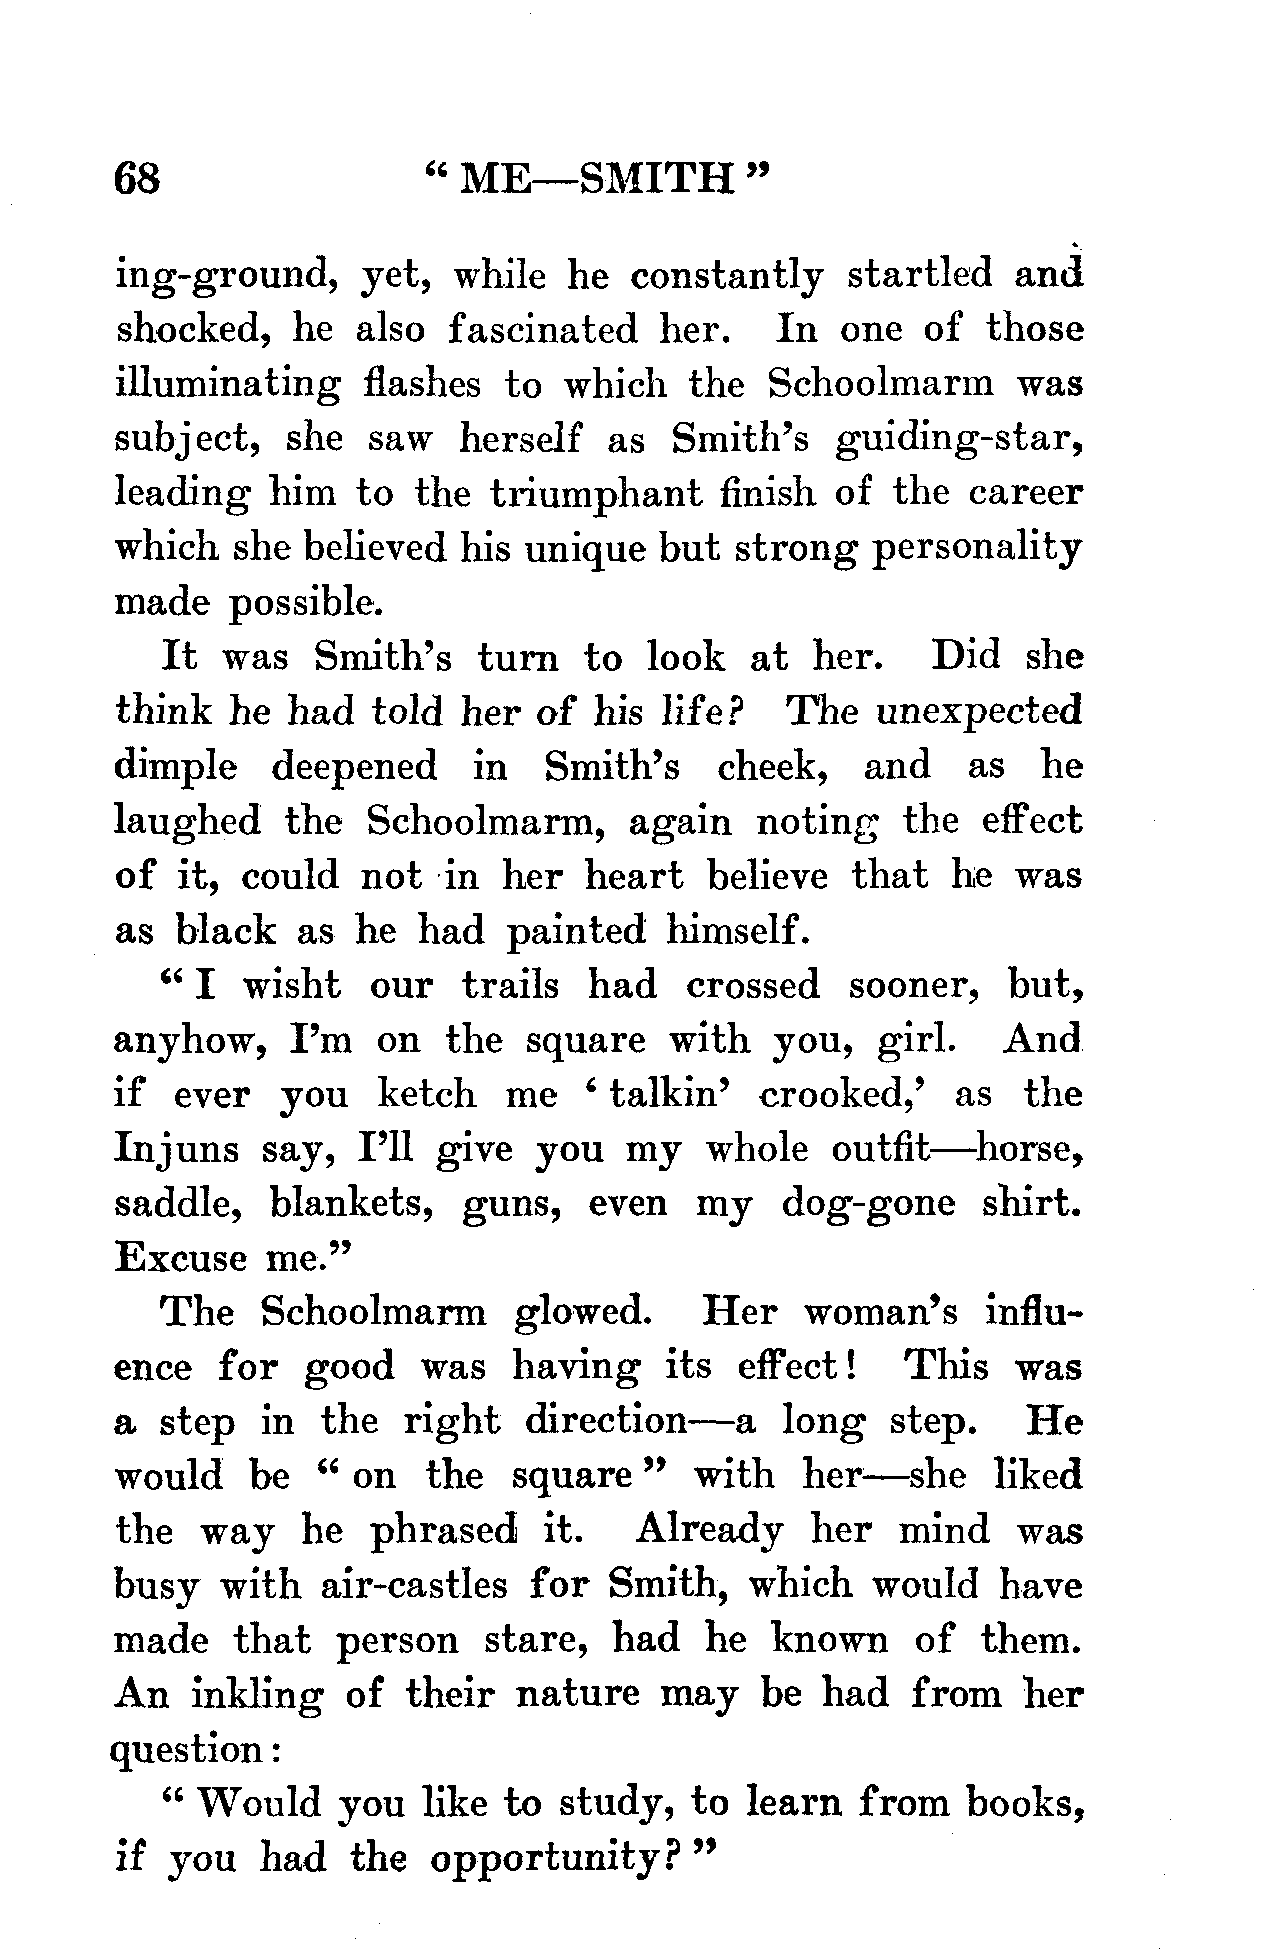 68 “ ME—SMITH ”
ing-ground, yet, while he constantly startled and
shocked, he also fascinated her. In one of those
illuminating flashes to which the Schoolmarm was
subject, she saw herself as Smith’s guiding-star,
leading him to the triumphant finish of the career
which she believed his unique but strong personality
made possible.
It was Smith’s turn to look at her. Did she
think he had told her of his life? The unexpected
dimple deepened in Smith’s cheek, and as he
laughed the Schoolmarm, again noting the effect
of it, could not in her heart believe that he was
as black as he had painted himself.
“ I wisht our trails had crossed sooner, but,
anyhow, I’m on the square with you, girl. And
if ever you ketch me ‘ talkin’ crooked,’ as the
Injuns say, I’ll give you my whole outfit—horse,
saddle, blankets, guns, even my dog-gone shirt.
Excuse me.”
The Schoolmarm glowed. Her woman’s influ-
ence for good was having its effect! This was
a step in the right direction—a long step. He
would be “ on the square ” with her—she liked
the way he phrased it. Already her mind was
busy with air-castles for Smith, which would have
made that person stare, had he known of them.
An inkling of their nature may be had from her
question:
“ Would you like to study, to learn from books,
if you had the opportunity? ”